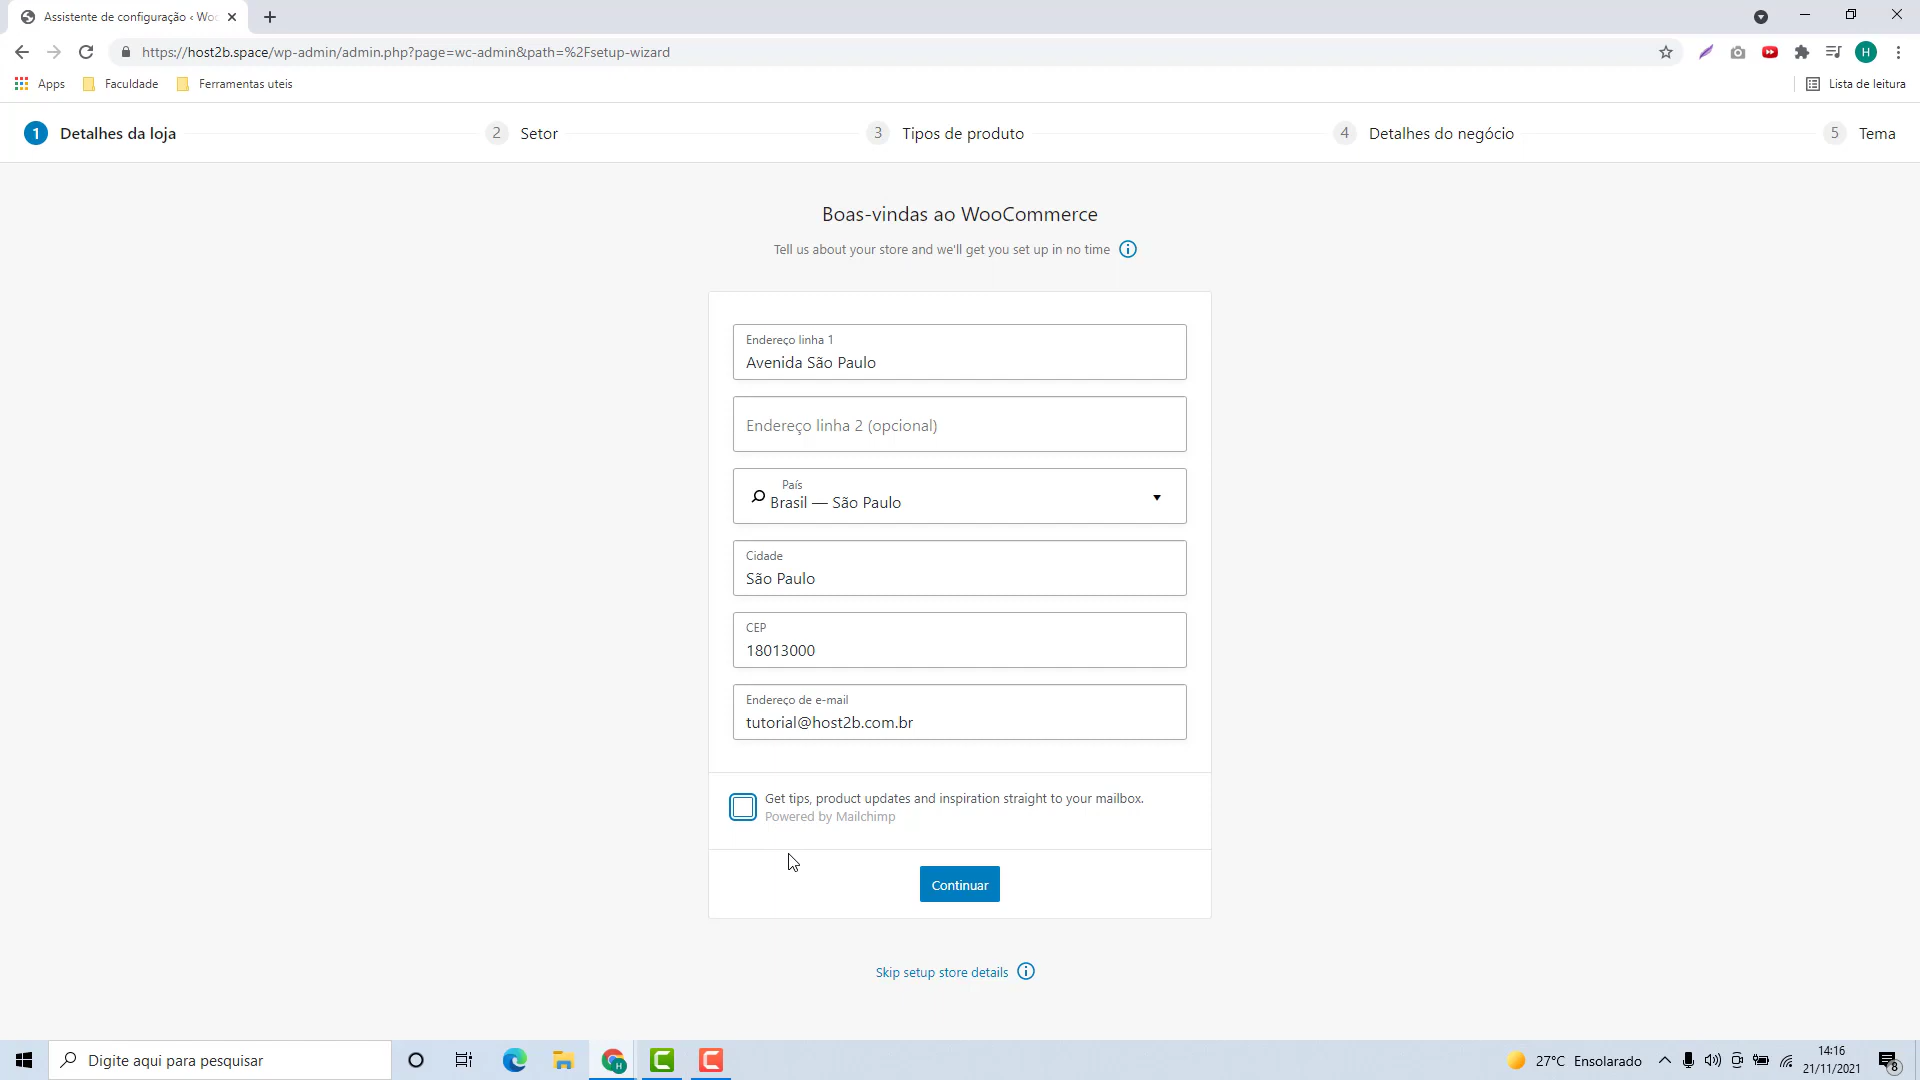 Assistente de configuração ‹ Woo
https://host2b.space/wp-admin/admin.php?page=wc-admin&path=%2Fsetup-wizard
H
Apps
Faculdade
Ferramentas uteis
Lista de leitura
1 Detalhes da loja
2 Setor
3 Tipos de produto
4 Detalhes do negócio
5 Tema
Boas-vindas ao WooCommerce
Tell us about your store and we'll get you set up in no time
Endereço linha 1
Avenida São Paulo
Endereço linha 2 (opcional)
País
Brasil — São Paulo
Cidade
São Paulo
CEP
18013000
Endereço de e-mail
tutorial@host2b.com.br
Get tips, product updates and inspiration straight to your mailbox.
Powered by Mailchimp
Continuar
Skip setup store details
Digite aqui para pesquisar
27°C Ensolarado
14:16
21/11/2021
8